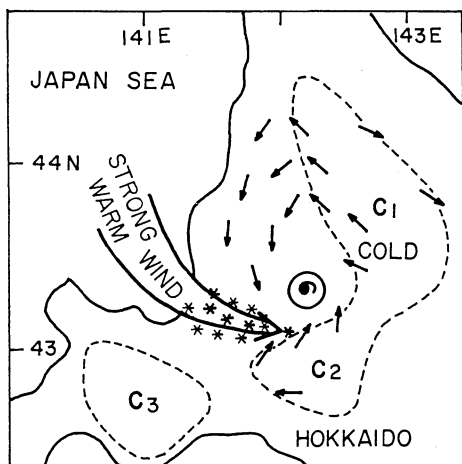 141E
143E
JAPAN SEA
44N
STRONG WIND
WARM
C1
COLD
43
C2
C3
HOKKAIDO